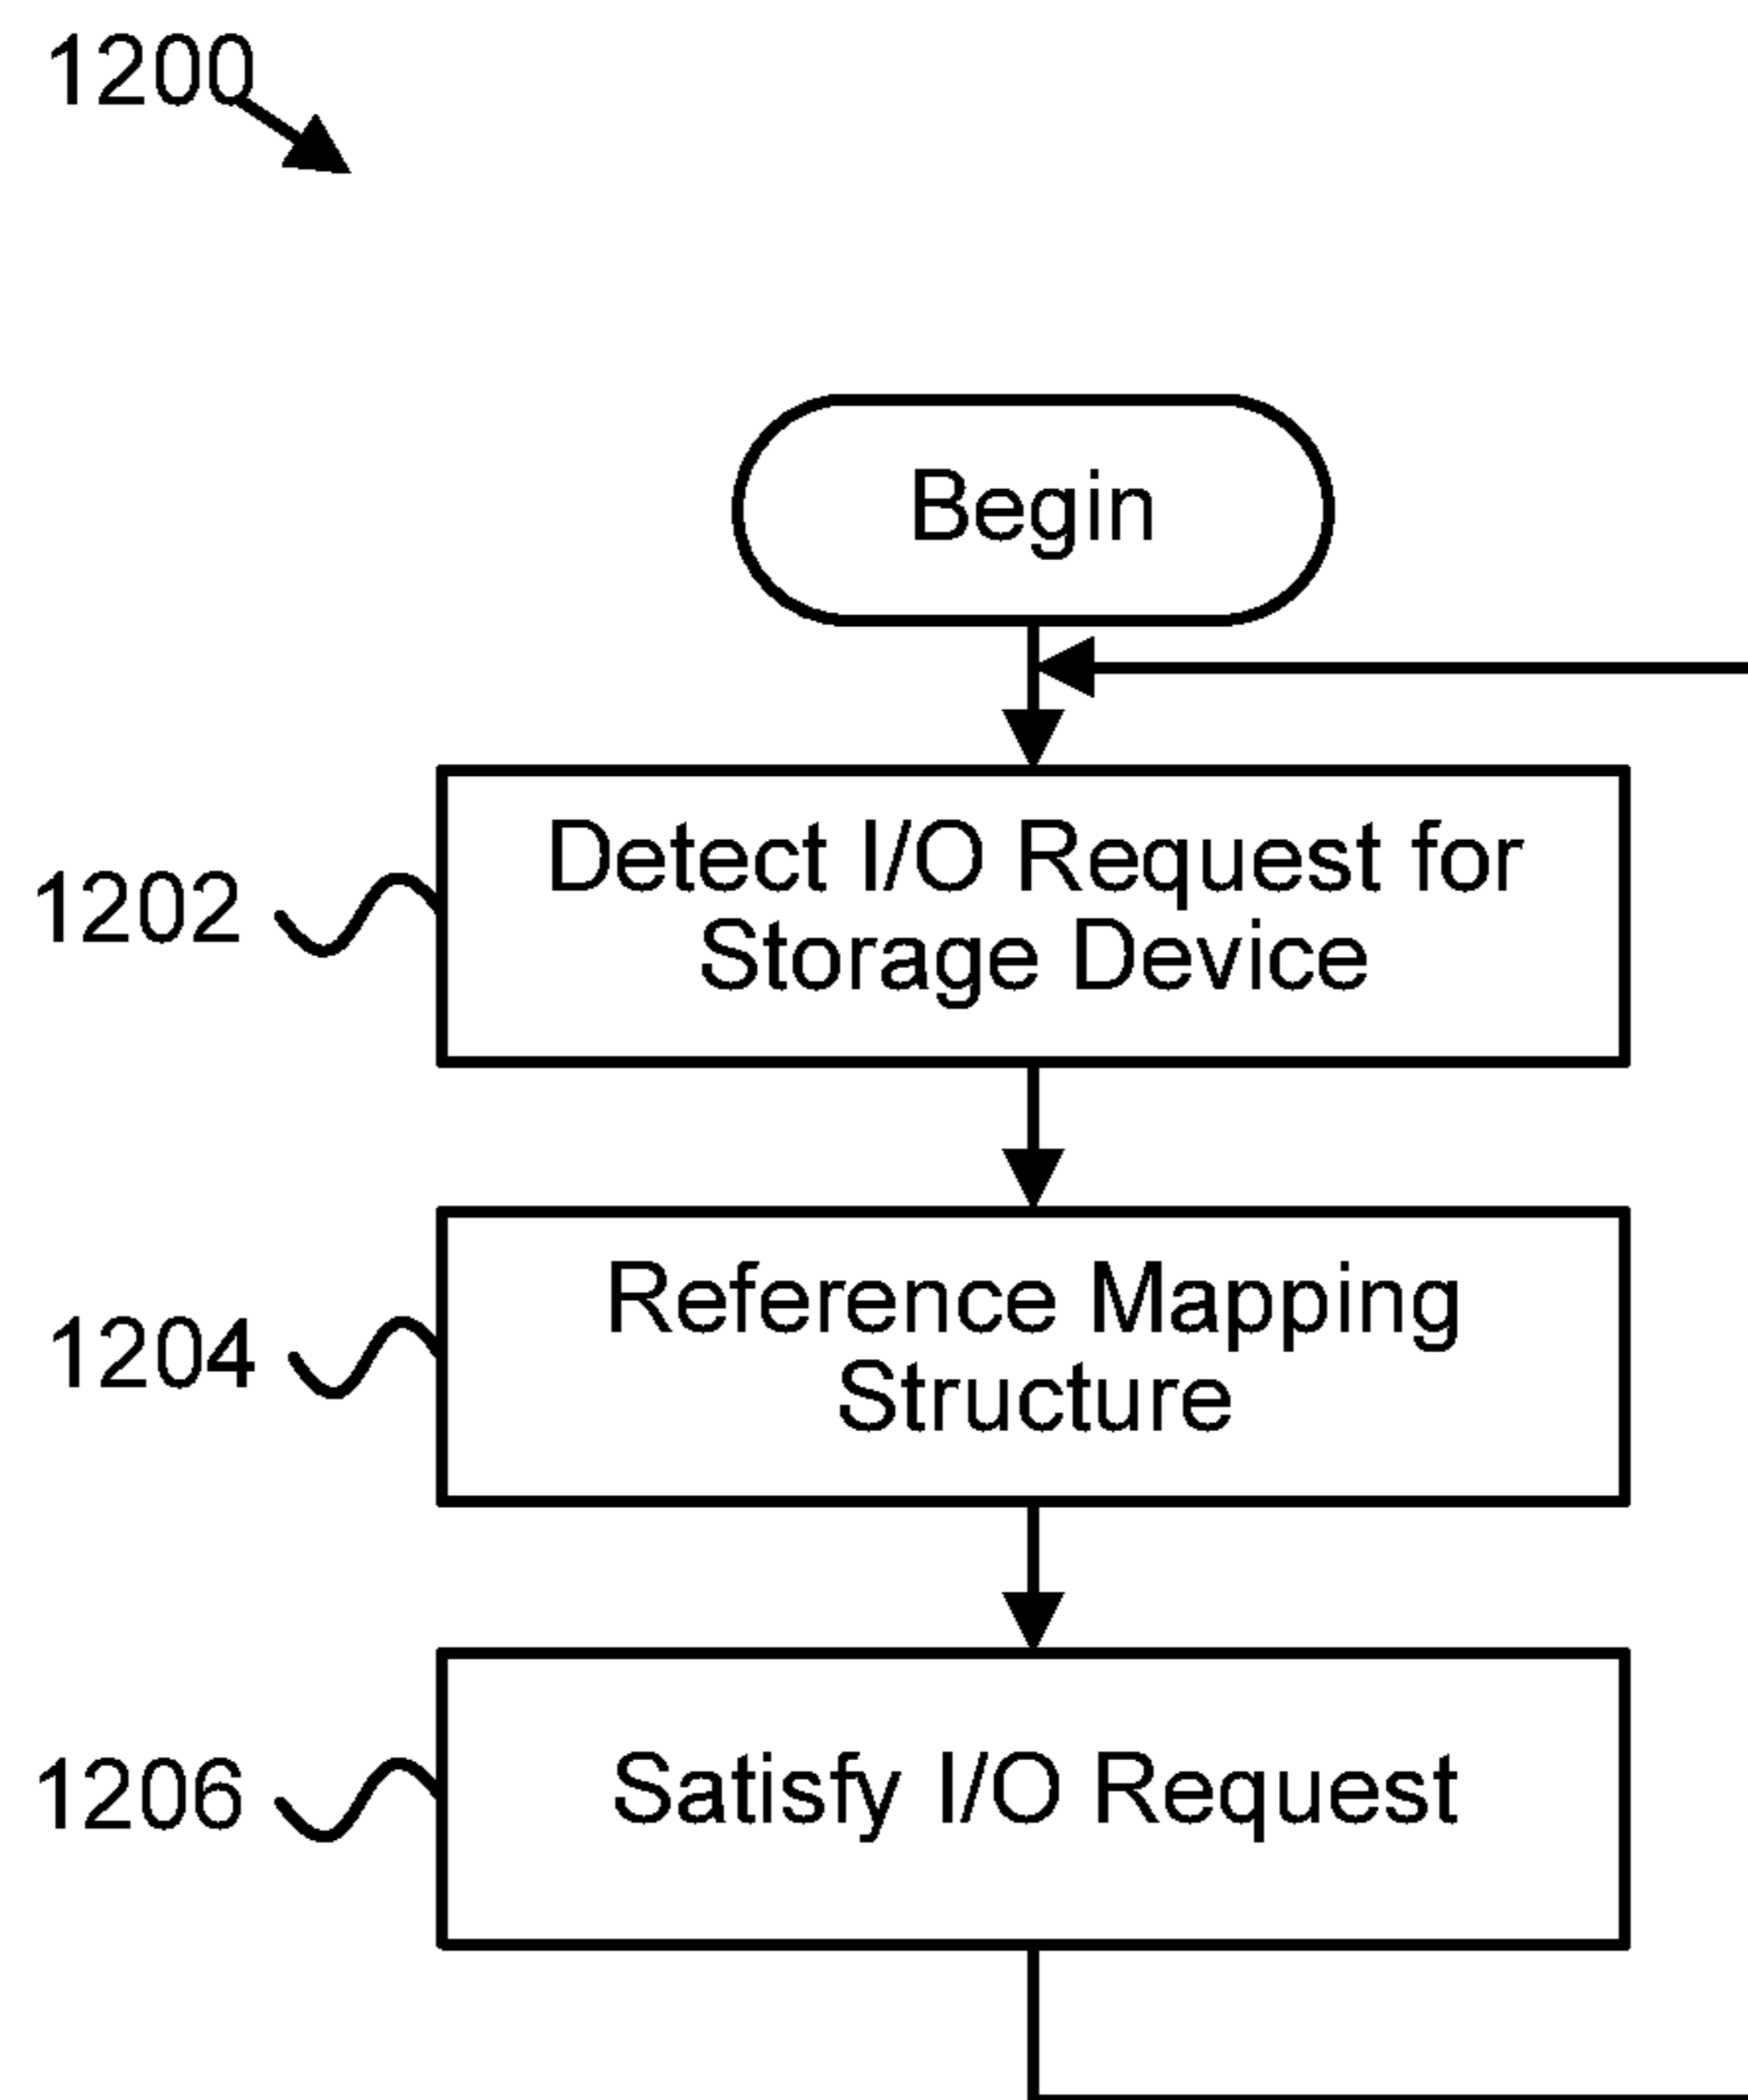 1200
Begin
1202
Detect I/O Request for
Storage Device
1204
Reference Mapping
Structure
1206
Satisfy I/O Request